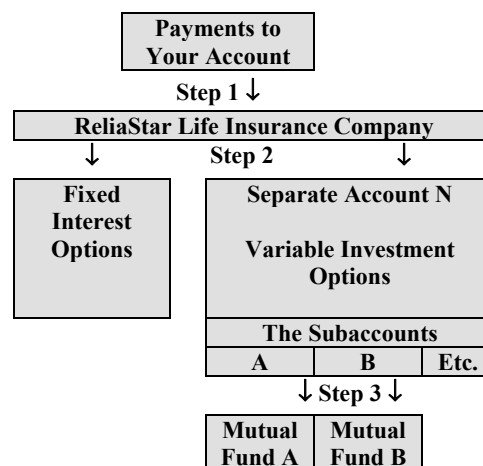 Payments to
Your Account
Step 1 ↓
ReliaStar Life Insurance Company
↓ Step 2 ↓
Fixed
Interest
Options
Separate Account N
Variable Investment
Options
The Subaccounts
A B Etc.
↓ Step 3 ↓
Mutual
Fund A
Mutual
Fund B